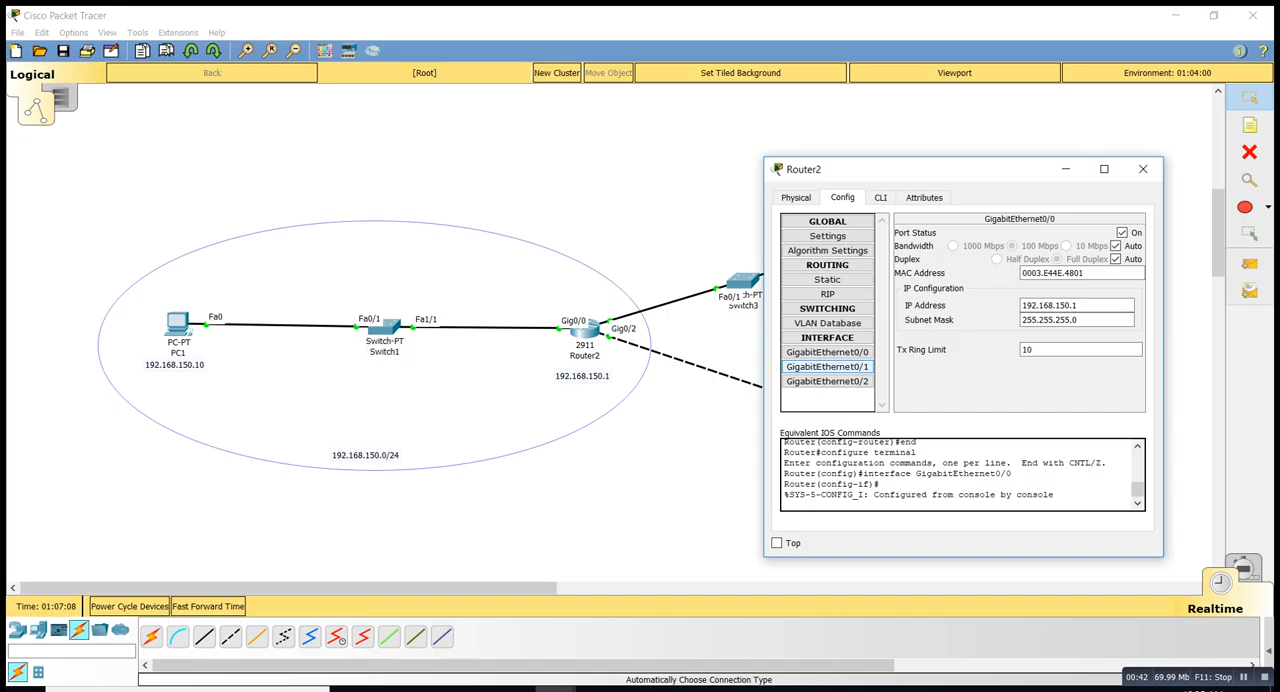 Cisco Packet Tracer
File Edit Options View Tools Extensions Help
Logical Back [Root] New Cluster Move Object Set Tiled Background Viewport Environment: 01:04:00
Router2
Physical Config CLI Attributes
GLOBAL
Settings
Algorithm Settings
ROUTING
Static
RIP
SWITCHING
VLAN Database
INTERFACE
GigabitEthernet0/0
GigabitEthernet0/1
GigabitEthernet0/2
GigabitEthernet0/0
Port Status On
Bandwidth 1000 Mbps 100 Mbps 10 Mbps Auto
Duplex Half Duplex Full Duplex Auto
MAC Address 0003.E44E.4801
IP Configuration
IP Address 192.168.150.1
Subnet Mask 255.255.255.0
Tx Ring Limit 10
Equivalent IOS Commands
Router(config-router)#end
Router#configure terminal
Enter configuration commands, one per line. End with CNTL/Z.
Router(config)#interface GigabitEthernet0/0
Router(config-if)#
%SYS-5-CONFIG_I: Configured from console by console
Top
Fa0
PC-PT
PC1
192.168.150.10
Fa0/1 Fa1/1
Switch-PT
Switch1
Gig0/0
Gig0/2
2911
Router2
192.168.150.1
Fa0/1
ch-PT
Switch3
192.168.150.0/24
Time: 01:07:08 Power Cycle Devices Fast Forward Time Realtime
Automatically Choose Connection Type
00:42 69.99 Mb F11: Stop